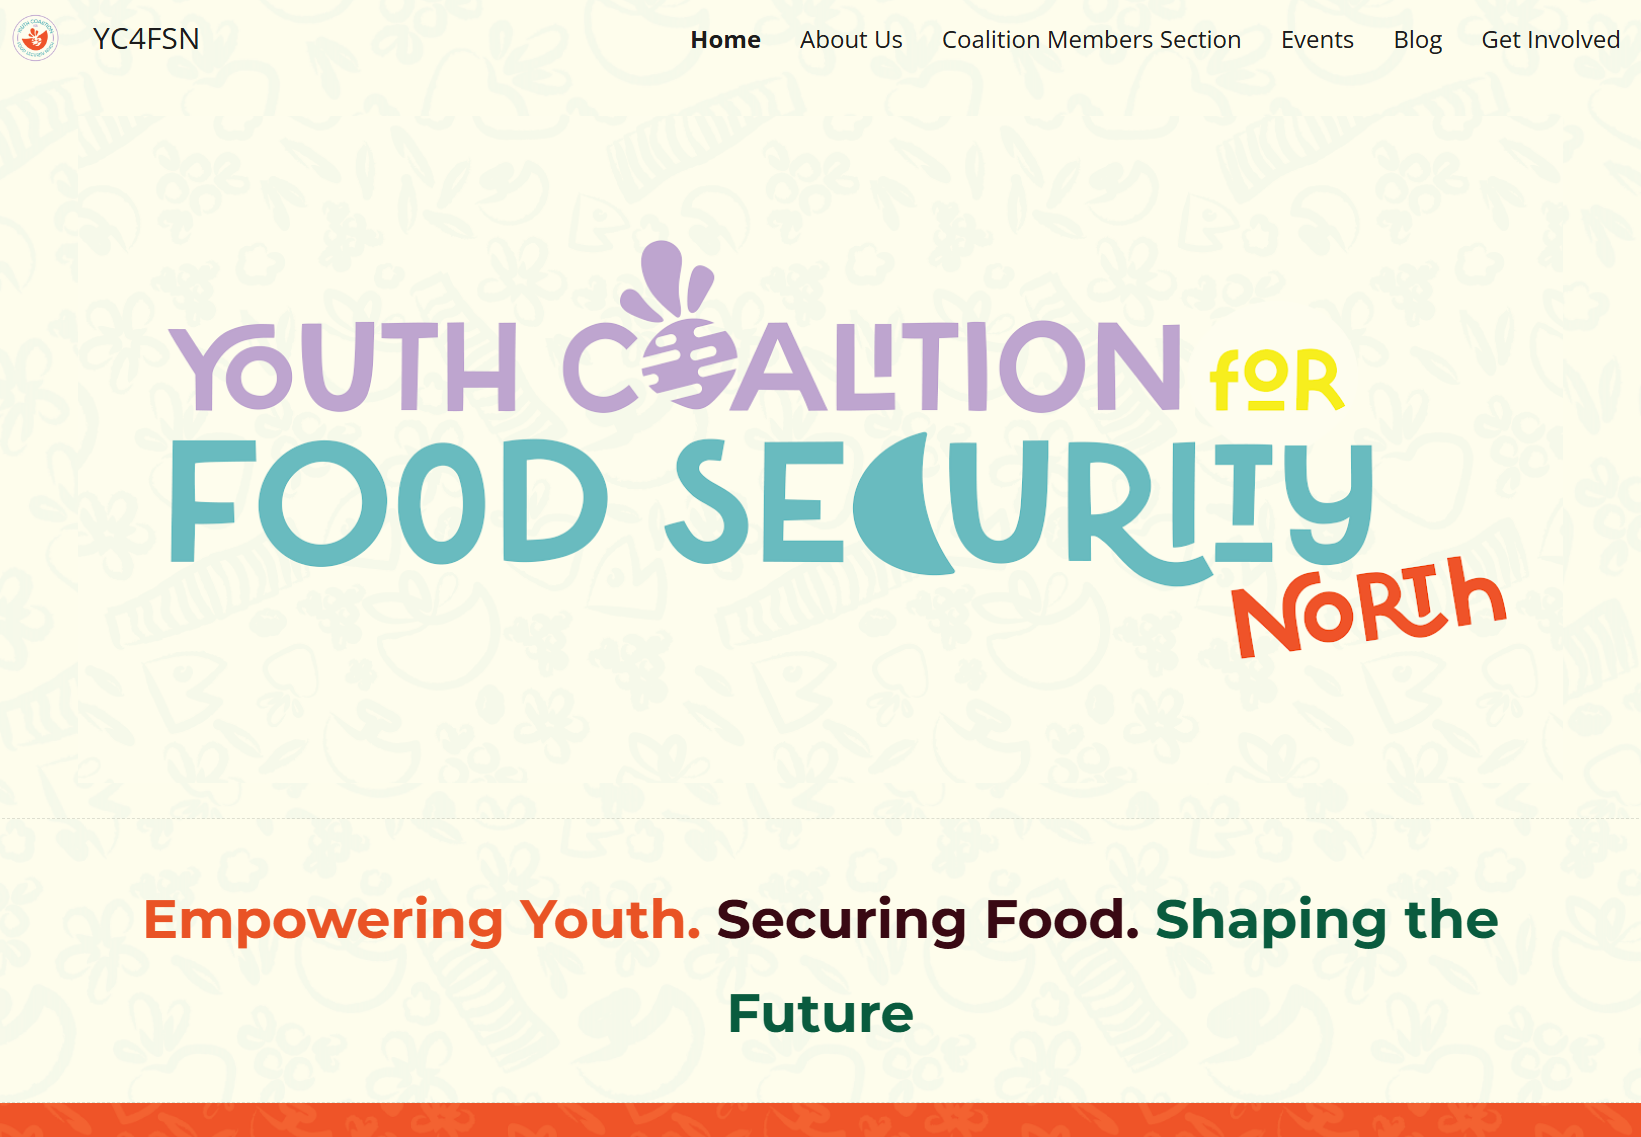 YC4FSN
Home
About Us
Coalition Members Section
Events
Blog
Get Involved
YOUTH COALITION foR
FOOD SECURITY
NORTh
Empowering Youth. Securing Food. Shaping the
Future